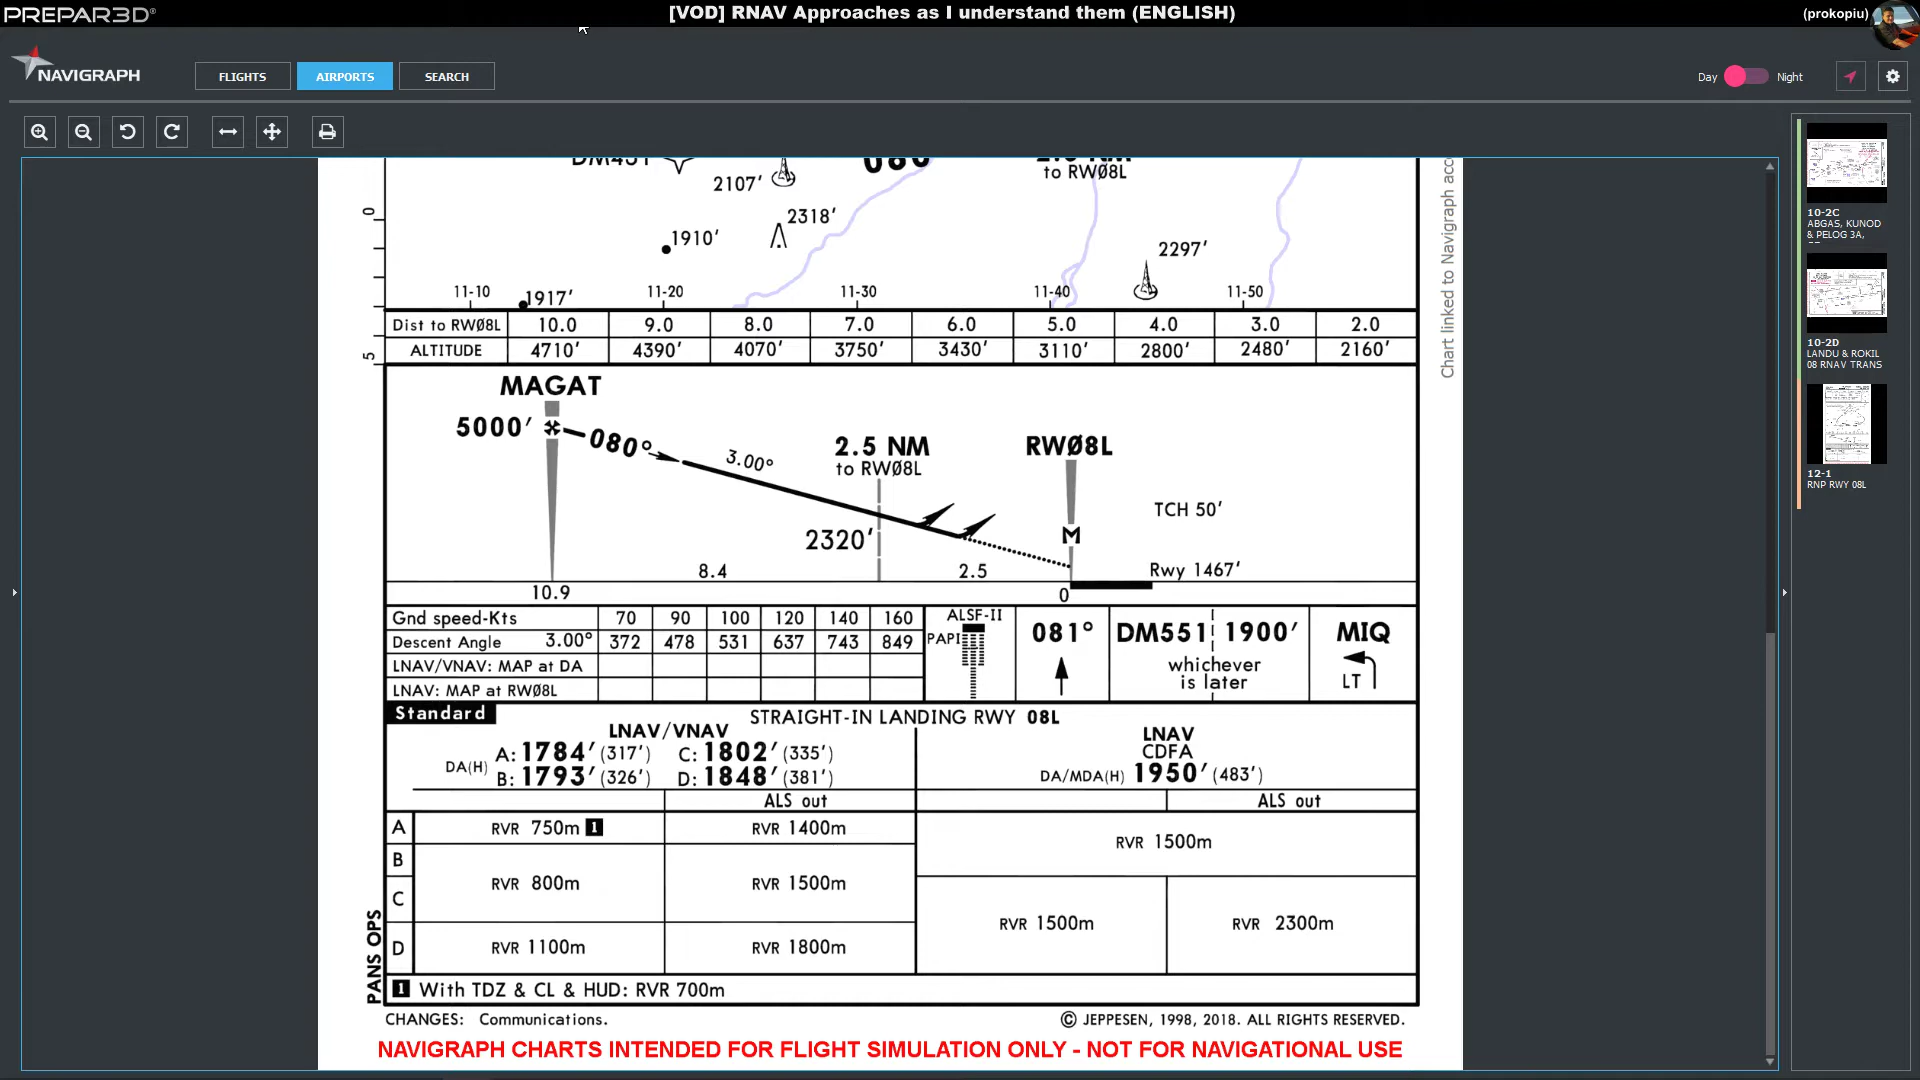 PREPAR3D®
[VOD] RNAV Approaches as I understand them (ENGLISH)
(prokopiu)
NAVIGRAPH
FLIGHTS
AIRPORTS
SEARCH
Day
Night
2107'
to RWØ8L
0
2318'
1910'
2297'
1917'
11-10
11-20
11-30
11-40
11-50
Dist to RWØ8L 10.0 9.0 8.0 7.0 6.0 5.0 4.0 3.0 2.0
5
ALTITUDE 4710' 4390' 4070' 3750' 3430' 3110' 2800' 2480' 2160'
MAGAT
5000'
080°
3.00°
2.5 NM
to RWØ8L
RWØ8L
TCH 50'
2320'
M
8.4
2.5
Rwy 1467'
10.9
0
Gnd speed-Kts 70 90 100 120 140 160
Descent Angle 3.00° 372 478 531 637 743 849
LNAV/VNAV: MAP at DA
LNAV: MAP at RWØ8L
ALSF-II
PAPI
081°
DM551 1900'
whichever
is later
MIQ
LT
Standard
STRAIGHT-IN LANDING RWY 08L
LNAV/VNAV
DA(H)
A: 1784' (317') C: 1802' (335')
B: 1793' (326') D: 1848' (381')
LNAV
CDFA
DA/MDA(H) 1950' (483')
ALS out
ALS out
A
RVR 750m 1
RVR 1400m
RVR 1500m
B
C
RVR 800m
RVR 1500m
RVR 1500m
RVR 2300m
D
RVR 1100m
RVR 1800m
PANS OPS
1 With TDZ & CL & HUD: RVR 700m
CHANGES: Communications.
© JEPPESEN, 1998, 2018. ALL RIGHTS RESERVED.
NAVIGRAPH CHARTS INTENDED FOR FLIGHT SIMULATION ONLY - NOT FOR NAVIGATIONAL USE
Chart linked to Navigraph
10-2C
ABGAS, KUNOD
& PELOG 3A,
10-2D
LANDU & ROKIL
08 RNAV TRANS
12-1
RNP RWY 08L